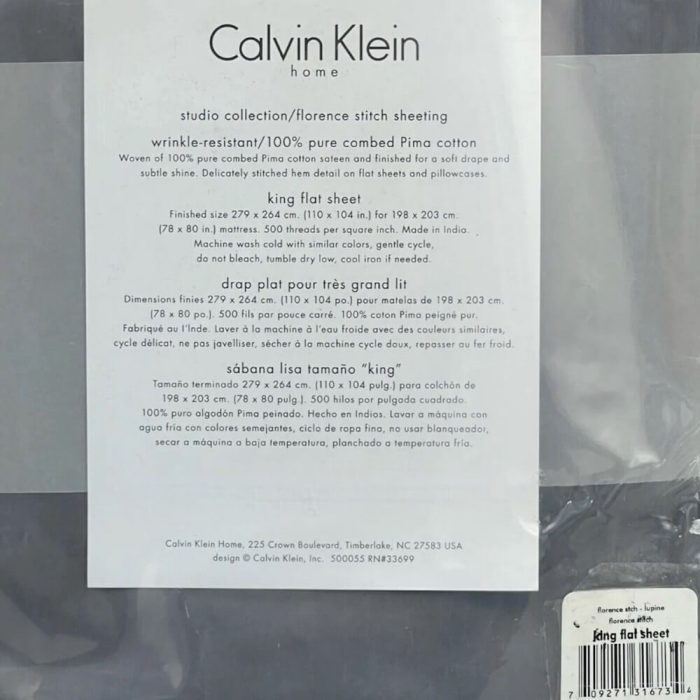 Calvin Klein
home
studio collection/florence stitch sheeting
wrinkle-resistant/100% pure combed Pima cotton
Woven of 100% pure combed Pima cotton sateen and finished for a soft drape and
subtle shine. Delicately stitched hem detail on flat sheets and pillowcases.
king flat sheet
Finished size 279 x 264 cm. (110 x 104 in.) for 198 x 203 cm.
(78 x 80 in.) mattress. 500 threads per square inch. Made in India.
Machine wash cold with similar colors, gentle cycle,
do not bleach, tumble dry low, cool iron if needed.
drap plat pour très grand lit
Dimensions finies 279 x 264 cm. (110 x 104 po.) pour matelas de 198 x 203 cm.
(78 x 80 po.). 500 fils par pouce carré. 100% coton Pima peigné pur.
Fabriqué au l'Inde. Laver à la machine à l'eau froide avec des couleurs similaires,
cycle délicat, ne pas javelliser, sécher à la machine cycle doux, repasser au fer froid.
sábana lisa tamaño "king"
Tamaño terminado 279 x 264 cm. (110 x 104 pulg.) para colchón de
198 x 203 cm. (78 x 80 pulg.). 500 hilos por pulgada cuadrado.
100% puro algodón Pima peinado. Hecho en Indios. Lavar a máquina con
agua fría con colores semejantes, ciclo de ropa fina, no usar blanqueador,
secar a máquina a baja temperatura, planchado a temperatura fría.
Calvin Klein Home, 225 Crown Boulevard, Timberlake, NC 27583 USA
design © Calvin Klein, Inc. 500055 RN#33699
florence stch - lupine
florence stitch
king flat sheet
7 09271 31673 4